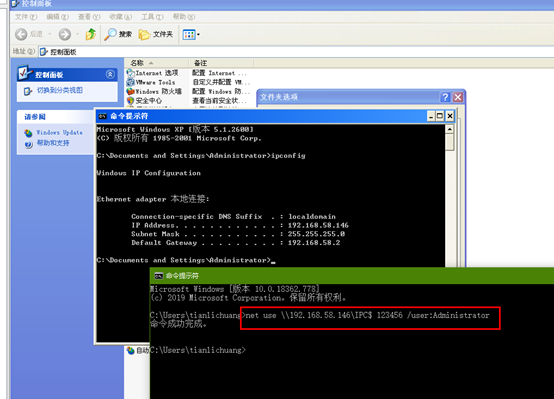 控制面板
文件(F) 编辑(E) 查看(V) 收藏(A) 工具(T) 帮助(H)
后退 搜索 文件夹
地址(D) 控制面板
控制面板
切换到分类视图
请参阅
Windows Update
帮助和支持
名称 备注
Internet 选项 配置 Internet ...
VMware Tools 自定义并配置 VM...
Windows 防火墙 配置 Windows ...
安全中心 查看当前安全状...
文件夹选项
命令提示符
Microsoft Windows XP [版本 5.1.2600]
(C) 版权所有 1985-2001 Microsoft Corp.
C:\Documents and Settings\Administrator>ipconfig
Windows IP Configuration
Ethernet adapter 本地连接:
Connection-specific DNS Suffix . : localdomain
IP Address. . . . . . . . . . . . : 192.168.58.146
Subnet Mask . . . . . . . . . . . : 255.255.255.0
Default Gateway . . . . . . . . . : 192.168.58.2
C:\Documents and Settings\Administrator>
命令提示符
Microsoft Windows [版本 10.0.18362.778]
(c) 2019 Microsoft Corporation。保留所有权利。
C:\Users\tianlichuang>net use \\192.168.58.146\IPC$ 123456 /user:Administrator
命令成功完成。
C:\Users\tianlichuang>
自动